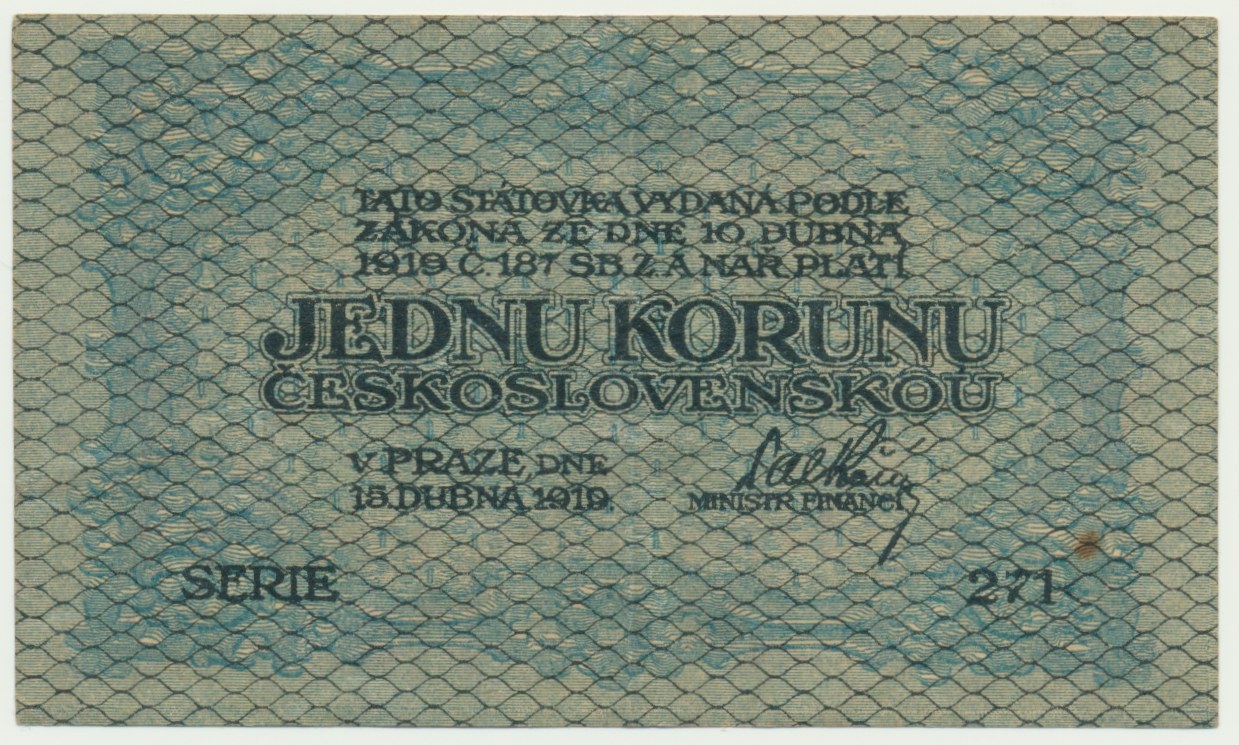 TATO STÁTOVKA VYDANÁ PODLE
ZÁKONA ZE DNE 10. DUBNA
1919 Č. 187 SB. Z. A NAŘ. PLATÍ
JEDNU KORUNU
ČESKOSLOVENSKOU
V PRAZE, DNE
15. DUBNA 1919.
MINISTR FINANCÍ
SERIE 271